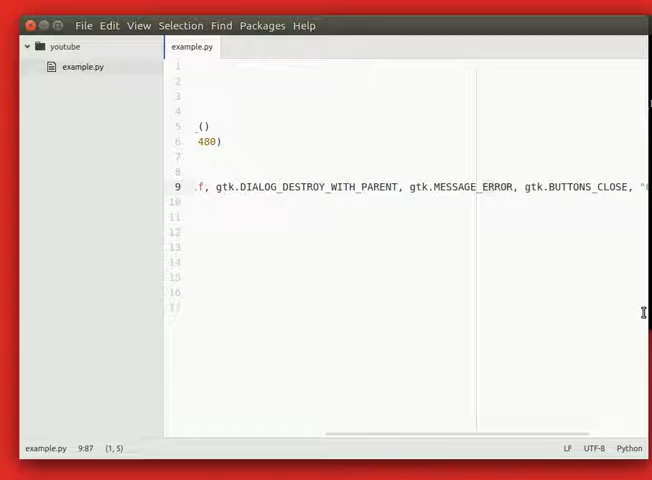 File Edit View Selection Find Packages Help
youtube
example.py
example.py
1
2
3
4
5 _()
6 480)
7
8
9 .f, gtk.DIALOG_DESTROY_WITH_PARENT, gtk.MESSAGE_ERROR, gtk.BUTTONS_CLOSE, "
10
11
12
13
14
15
16
17
example.py 9:87 (1, 5) LF UTF-8 Python